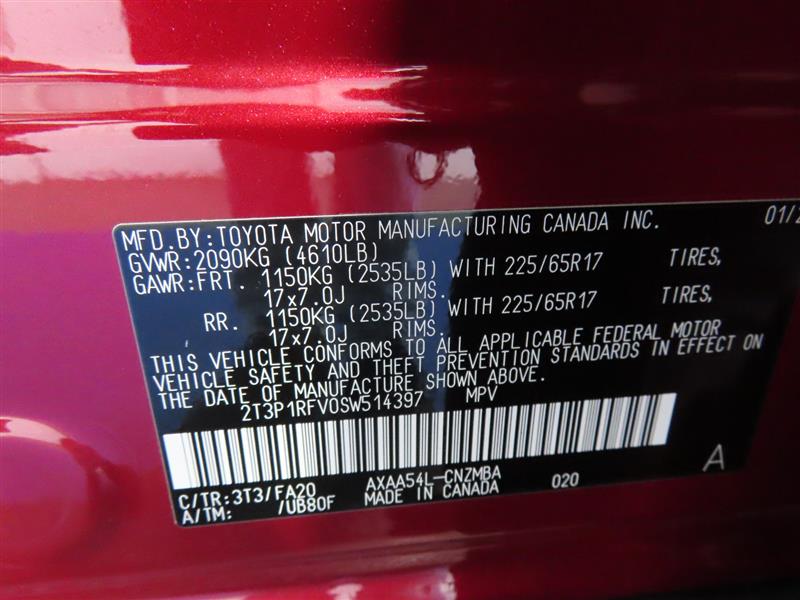 MFD.BY:TOYOTA MOTOR MANUFACTURING CANADA INC. 01/2
GVWR:2090KG (4610LB)
GAWR:FRT. 1150KG (2535LB) WITH 225/65R17 TIRES,
17x7.0J RIMS.
RR. 1150KG (2535LB) WITH 225/65R17 TIRES,
17x7.0J RIMS.
THIS VEHICLE CONFORMS TO ALL APPLICABLE FEDERAL MOTOR
VEHICLE SAFETY AND THEFT PREVENTION STANDARDS IN EFFECT ON
THE DATE OF MANUFACTURE SHOWN ABOVE.
2T3P1RFV0SW514397 MPV
C/TR:3T3/FA20 AXAA54L-CNZMBA 020 A
A/TM: /UB80F MADE IN CANADA